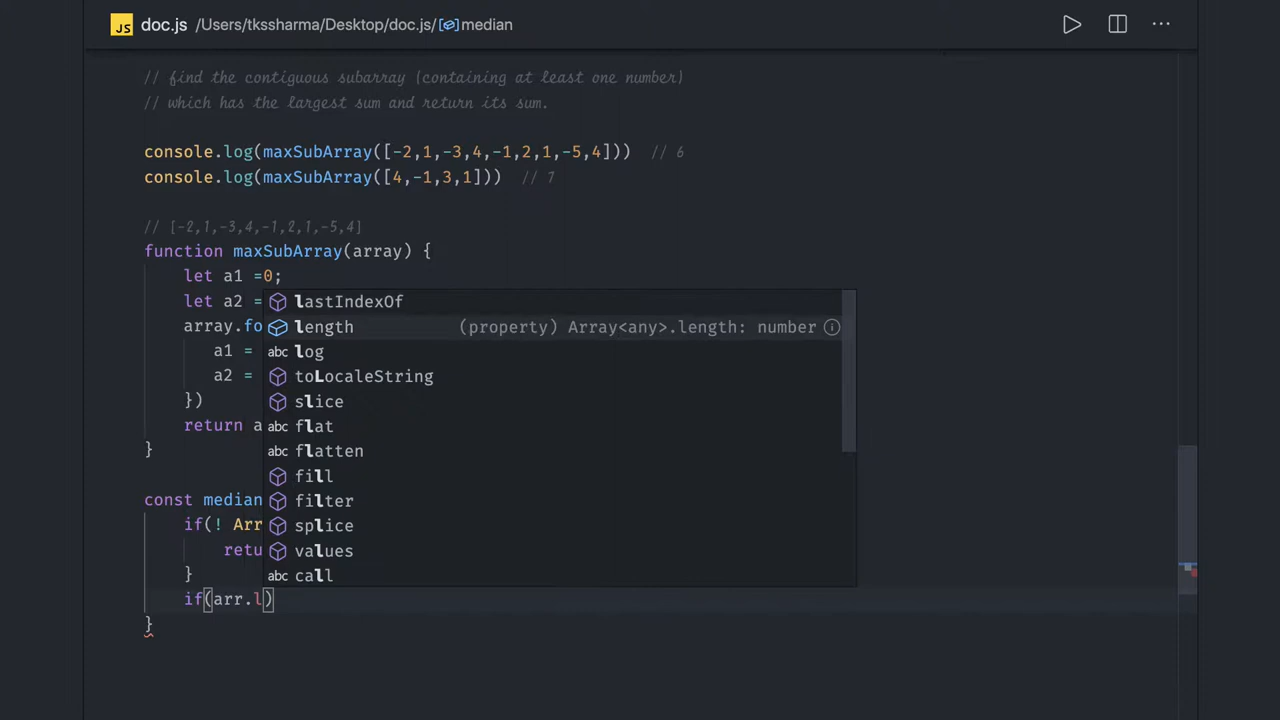 JS doc.js /Users/tkssharma/Desktop/doc.js/ median
// find the contiguous subarray (containing at least one number)
// which has the largest sum and return its sum.
console.log(maxSubArray([-2,1,-3,4,-1,2,1,-5,4])) // 6
console.log(maxSubArray([4,-1,3,1])) // 7
// [-2,1,-3,4,-1,2,1,-5,4]
function maxSubArray(array) {
let a1 =0;
let a2 =
lastIndexOf
array.fo
length (property) Array<any>.length: number
a1 =
abc log
a2 =
toLocaleString
})
slice
return a
abc flat
}
abc flatten
fill
const median
filter
if(! Arr
splice
retu
values
}
abc call
if(arr.l)
}